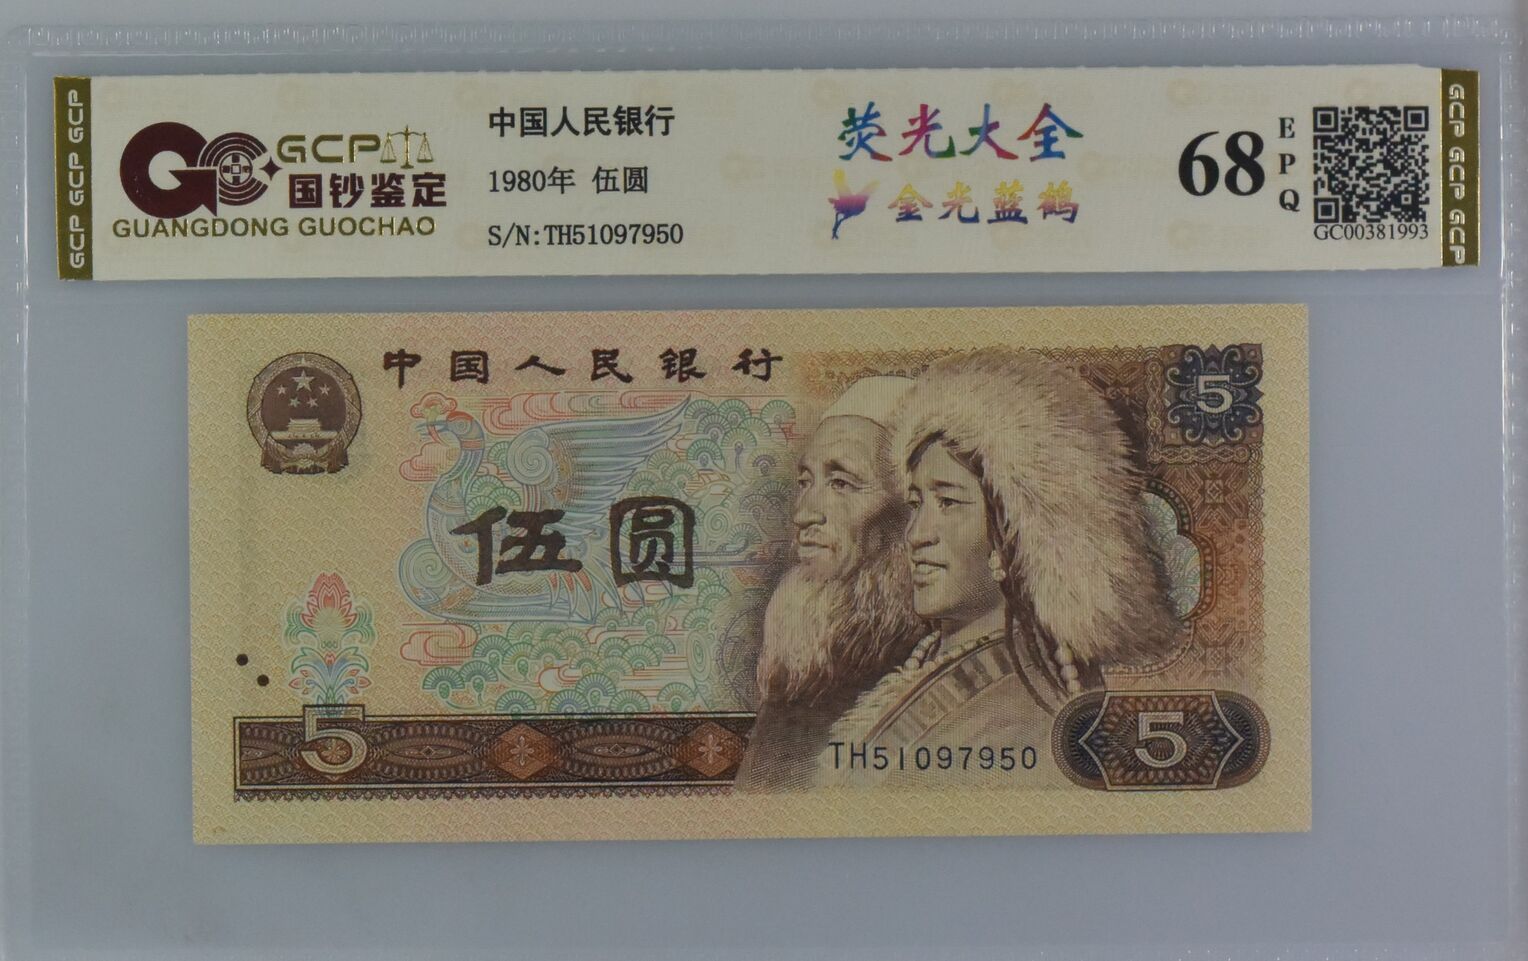 GCP GCP GCP
GCP
国钞鉴定
GUANGDONG GUOCHAO
中国人民银行
1980年 伍圆
S/N:TH51097950
荧光大全
金光蓝鹤
68
EPQ
GC00381993
GCP GCP GCP
中国人民银行
5
伍圆
5
TH51097950
5